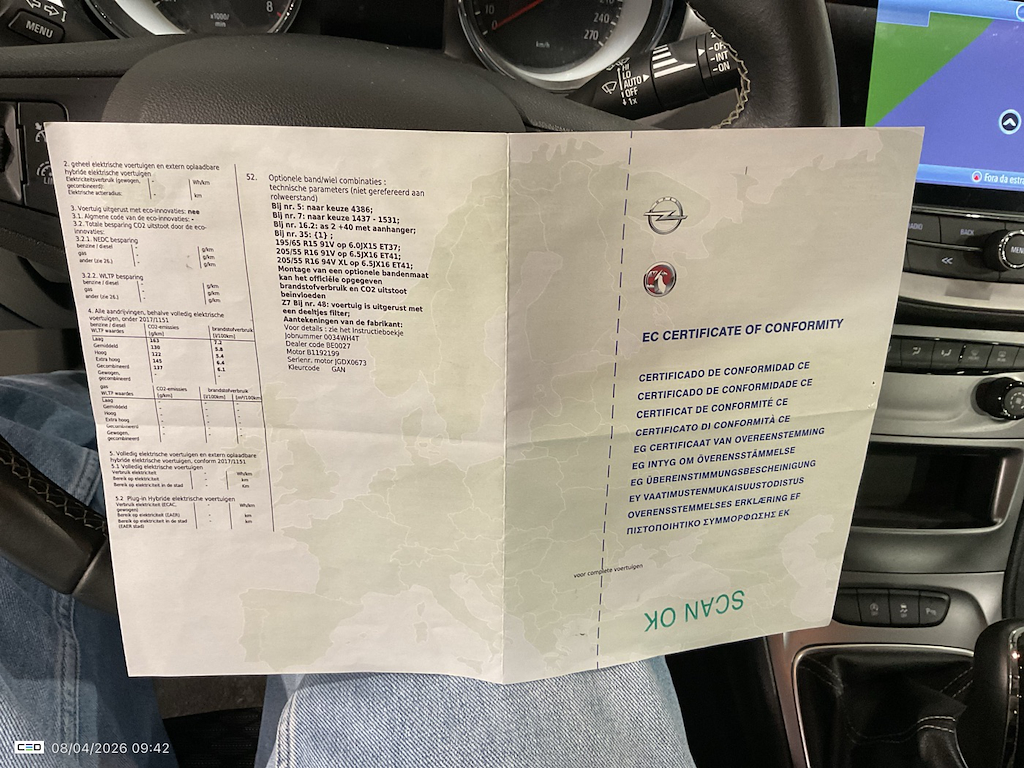 MENU
8
x1000/
min
10
0
km/h
240
270
HI
LO
AUTO
OFF
1x
INT
ON
Fora da estra
BACK
MENU
2. geheel elektrische voertuigen en extern oplaadbare
hybride elektrische voertuigen
Elektriciteitsverbruik (gewogen,
gecombineerd): - Wh/km
Elektrische actieradius: - km
3. Voertuig uitgerust met eco-innovaties: nee
3.1. Algmene code van de eco-innovaties: -
3.2. Totale besparing CO2 uitstoot door de eco-
innovaties:
3.2.1. NEDC besparing
benzine / diesel - g/km
gas - g/km
ander (zie 26.) - g/km
3.2.2. WLTP besparing
benzine / diesel - g/km
gas - g/km
ander (zie 26.) - g/km
4. Alle aandrijvingen, behalve volledig elektrische
voertuigen, onder 2017/1151
benzine / diesel CO2-emissies brandstofverbruik
WLTP waardes [g/km] [l/100km]
Laag 163 7.2
Gemiddeld 130 5.8
Hoog 122 5.4
Extra hoog 145 6.4
Gecombineerd 137 6.1
Gewogen, - -
gecombineerd
gas CO2-emissies brandstofverbruik
WLTP waardes [g/km] [l/100km] [m³/100km]
Laag - - -
Gemiddeld - - -
Hoog - - -
Extra hoog - - -
Gecombineerd - - -
Gewogen, - - -
gecombineerd
5. Volledig elektrische voertuigen en extern oplaadbare
hybride elektrische voertuigen, conform 2017/1151
5.1 Volledig elektrische voertuigen
Verbruik elektriciteit - Wh/km
Bereik op elektriciteit - km
Bereik op elektriciteit in de stad - km
5.2 Plug-in Hybride elektrische voertuigen
Verbruik elektriciteit (ECAC, - Wh/km
gewogen)
Bereik op elektriciteit (EAER) - km
Bereik op elektriciteit in de stad - km
(EAER stad)
52. Optionele band/wiel combinaties :
technische parameters (niet gerefereerd aan
rolweerstand)
Bij nr. 5: naar keuze 4386;
Bij nr. 7: naar keuze 1437 - 1531;
Bij nr. 16.2: as 2 +40 met aanhanger;
Bij nr. 35: {1} ;
195/65 R15 91V op 6.0JX15 ET37;
205/55 R16 91V op 6.5JX16 ET41;
205/55 R16 94V XL op 6.5JX16 ET41;
Montage van een optionele bandenmaat
kan het officiële opgegeven
brandstofverbruik en CO2 uitstoot
beïnvloeden
Z7 Bij nr. 48: voertuig is uitgerust met
een deeltjes filter;
Aantekeningen van de fabrikant:
Voor details : zie het instructieboekje
Jobnummer 0034WH4T
Dealer code BE0027
Motor B1192199
Serienr. motor JGDX0673
Kleurcode GAN
EC CERTIFICATE OF CONFORMITY
CERTIFICADO DE CONFORMIDAD CE
CERTIFICADO DE CONFORMIDADE CE
CERTIFICAT DE CONFORMITÉ CE
CERTIFICATO DI CONFORMITÀ CE
EG CERTIFICAAT VAN OVEREENSTEMMING
EG INTYG OM ÖVERENSSTÄMMELSE
EG ÜBEREINSTIMMUNGSBESCHEINIGUNG
EY VAATIMUSTENMUKAISUUSTODISTUS
OVERENSSTEMMELSES ERKLÆRING EF
ΠΙΣΤΟΠΟΙΗΤΙΚΟ ΣΥΜΜΟΡΦΩΣΗΣ ΕΚ
voor complete voertuigen
SCAN OK
CEO 08/04/2026 09:42